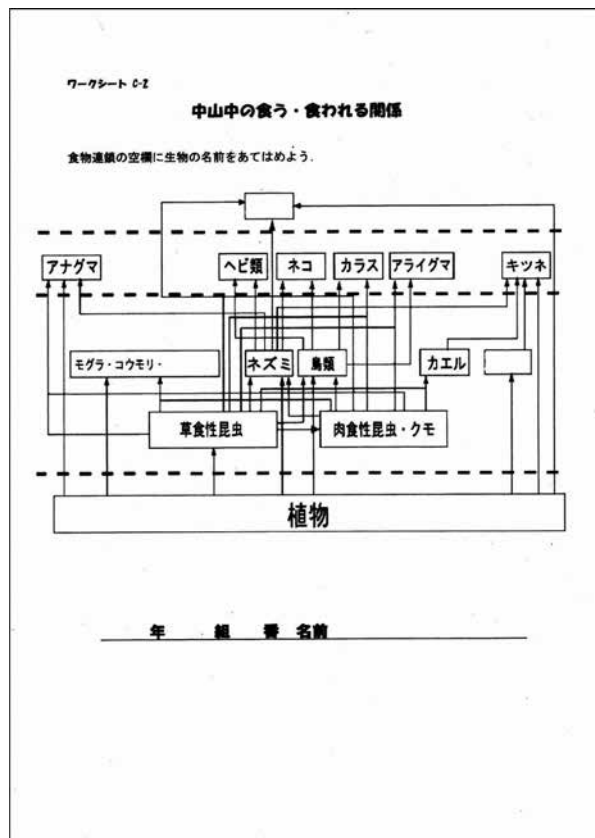 ワークシート C-2
中山中の食う・食われる関係
食物連鎖の空欄に生物の名前をあてはめよう.
アナグマ
ヘビ類
ネコ
カラス
アライグマ
キツネ
モグラ・コウモリ・
ネズミ
鳥類
カエル
草食性昆虫
肉食性昆虫・クモ
植物
年 組 番 名前